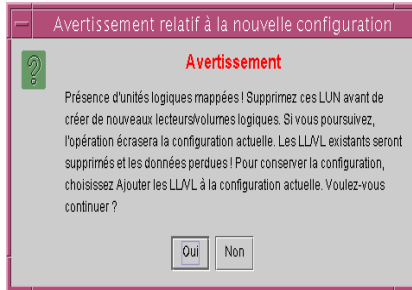 Avertissement relatif à la nouvelle configuration
Avertissement
Présence d'unités logiques mappées ! Supprimez ces LUN avant de
créer de nouveaux lecteurs/volumes logiques. Si vous poursuivez,
l'opération écrasera la configuration actuelle. Les LL/VL existants seront
supprimés et les données perdues ! Pour conserver la configuration,
choisissez Ajouter les LL/VL à la configuration actuelle. Voulez-vous
continuer ?
Oui
Non